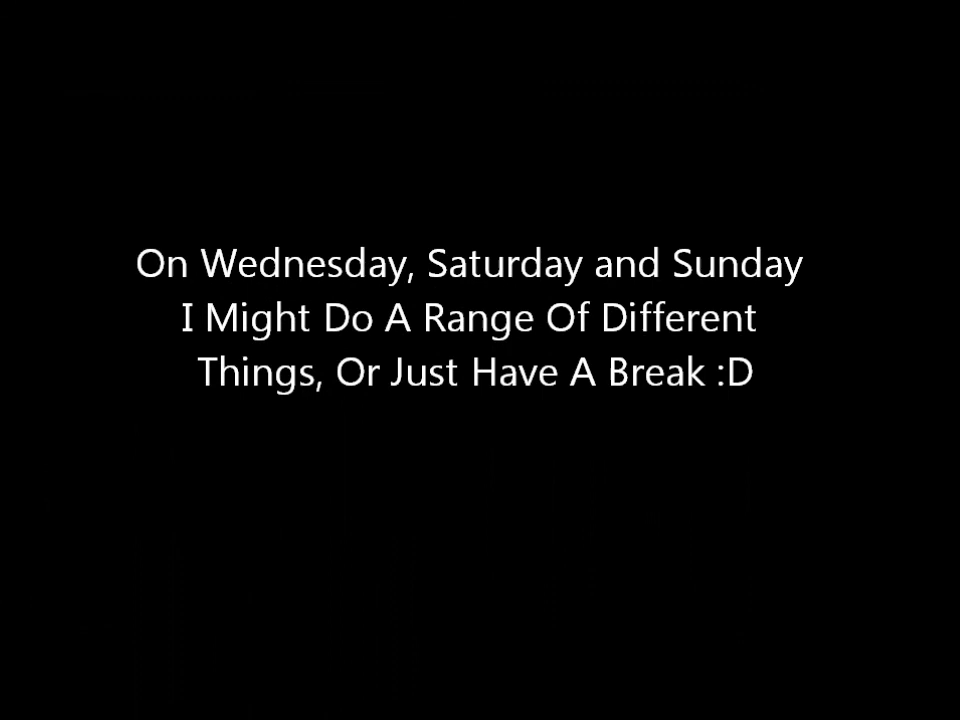 On Wednesday, Saturday and Sunday
I Might Do A Range Of Different
Things, Or Just Have A Break :D